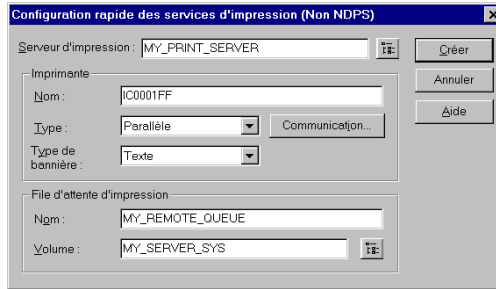 Configuration rapide des services d'impression (Non NDPS)
Serveur d'impression : MY_PRINT_SERVER
Créer
Imprimante
Annuler
Nom : IC0001FF
Aide
Type : Parallèle Communication...
Type de bannière : Texte
File d'attente d'impression
Nom : MY_REMOTE_QUEUE
Volume : MY_SERVER_SYS